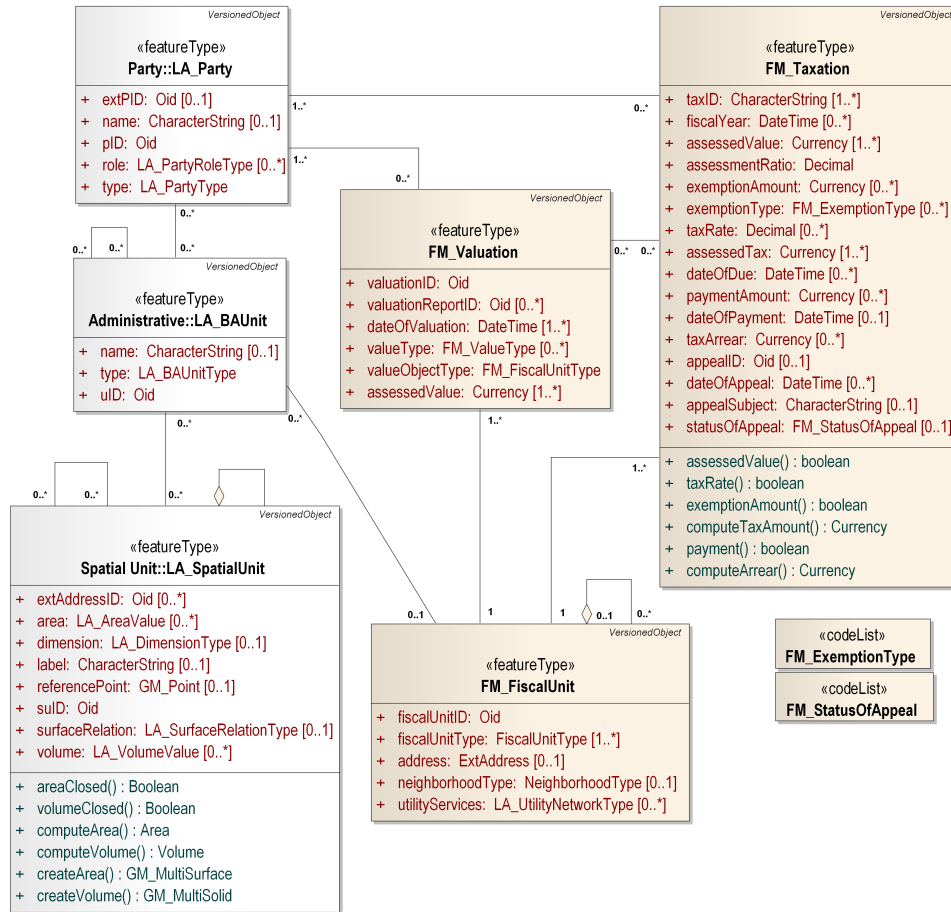 VersionedObject
«featureType»
Party::LA_Party
+ extPID: Oid [0..1]
+ name: CharacterString [0..1]
+ pID: Oid
+ role: LA_PartyRoleType [0..*]
+ type: LA_PartyType
1..*
0..*
1..*
0..*
0..*
0..*
0..*
0..*
VersionedObject
«featureType»
Administrative::LA_BAUnit
+ name: CharacterString [0..1]
+ type: LA_BAUnitType
+ uID: Oid
0..*
0..*
VersionedObject
«featureType»
FM_Valuation
+ valuationID: Oid
+ valuationReportID: Oid [0..*]
+ dateOfValuation: DateTime [1..*]
+ valueType: FM_ValueType [0..*]
+ valueObjectType: FM_FiscalUnitType
+ assessedValue: Currency [1..*]
0..*
0..*
1..*
VersionedObject
«featureType»
FM_Taxation
+ taxID: CharacterString [1..*]
+ fiscalYear: DateTime [0..*]
+ assessedValue: Currency [1..*]
+ assessmentRatio: Decimal
+ exemptionAmount: Currency [0..*]
+ exemptionType: FM_ExemptionType [0..*]
+ taxRate: Decimal [0..*]
+ assessedTax: Currency [1..*]
+ dateOfDue: DateTime [0..*]
+ paymentAmount: Currency [0..*]
+ dateOfPayment: DateTime [0..1]
+ taxArrear: Currency [0..*]
+ appealID: Oid [0..1]
+ dateOfAppeal: DateTime [0..*]
+ appealSubject: CharacterString [0..1]
+ statusOfAppeal: FM_StatusOfAppeal [0..1]
+ assessedValue() : boolean
+ taxRate() : boolean
+ exemptionAmount() : boolean
+ computeTaxAmount() : Currency
+ payment() : boolean
+ computeArrear() : Currency
1..*
0..*
0..*
0..*
VersionedObject
«featureType»
Spatial Unit::LA_SpatialUnit
+ extAddressID: Oid [0..*]
+ area: LA_AreaValue [0..*]
+ dimension: LA_DimensionType [0..1]
+ label: CharacterString [0..1]
+ referencePoint: GM_Point [0..1]
+ suID: Oid
+ surfaceRelation: LA_SurfaceRelationType [0..1]
+ volume: LA_VolumeValue [0..*]
+ areaClosed() : Boolean
+ volumeClosed() : Boolean
+ computeArea() : Area
+ computeVolume() : Volume
+ createArea() : GM_MultiSurface
+ createVolume() : GM_MultiSolid
0..1
1
1
0..1
0..*
VersionedObject
«featureType»
FM_FiscalUnit
+ fiscalUnitID: Oid
+ fiscalUnitType: FiscalUnitType [1..*]
+ address: ExtAddress [0..1]
+ neighborhoodType: NeighborhoodType [0..1]
+ utilityServices: LA_UtilityNetworkType [0..*]
«codeList»
FM_ExemptionType
«codeList»
FM_StatusOfAppeal